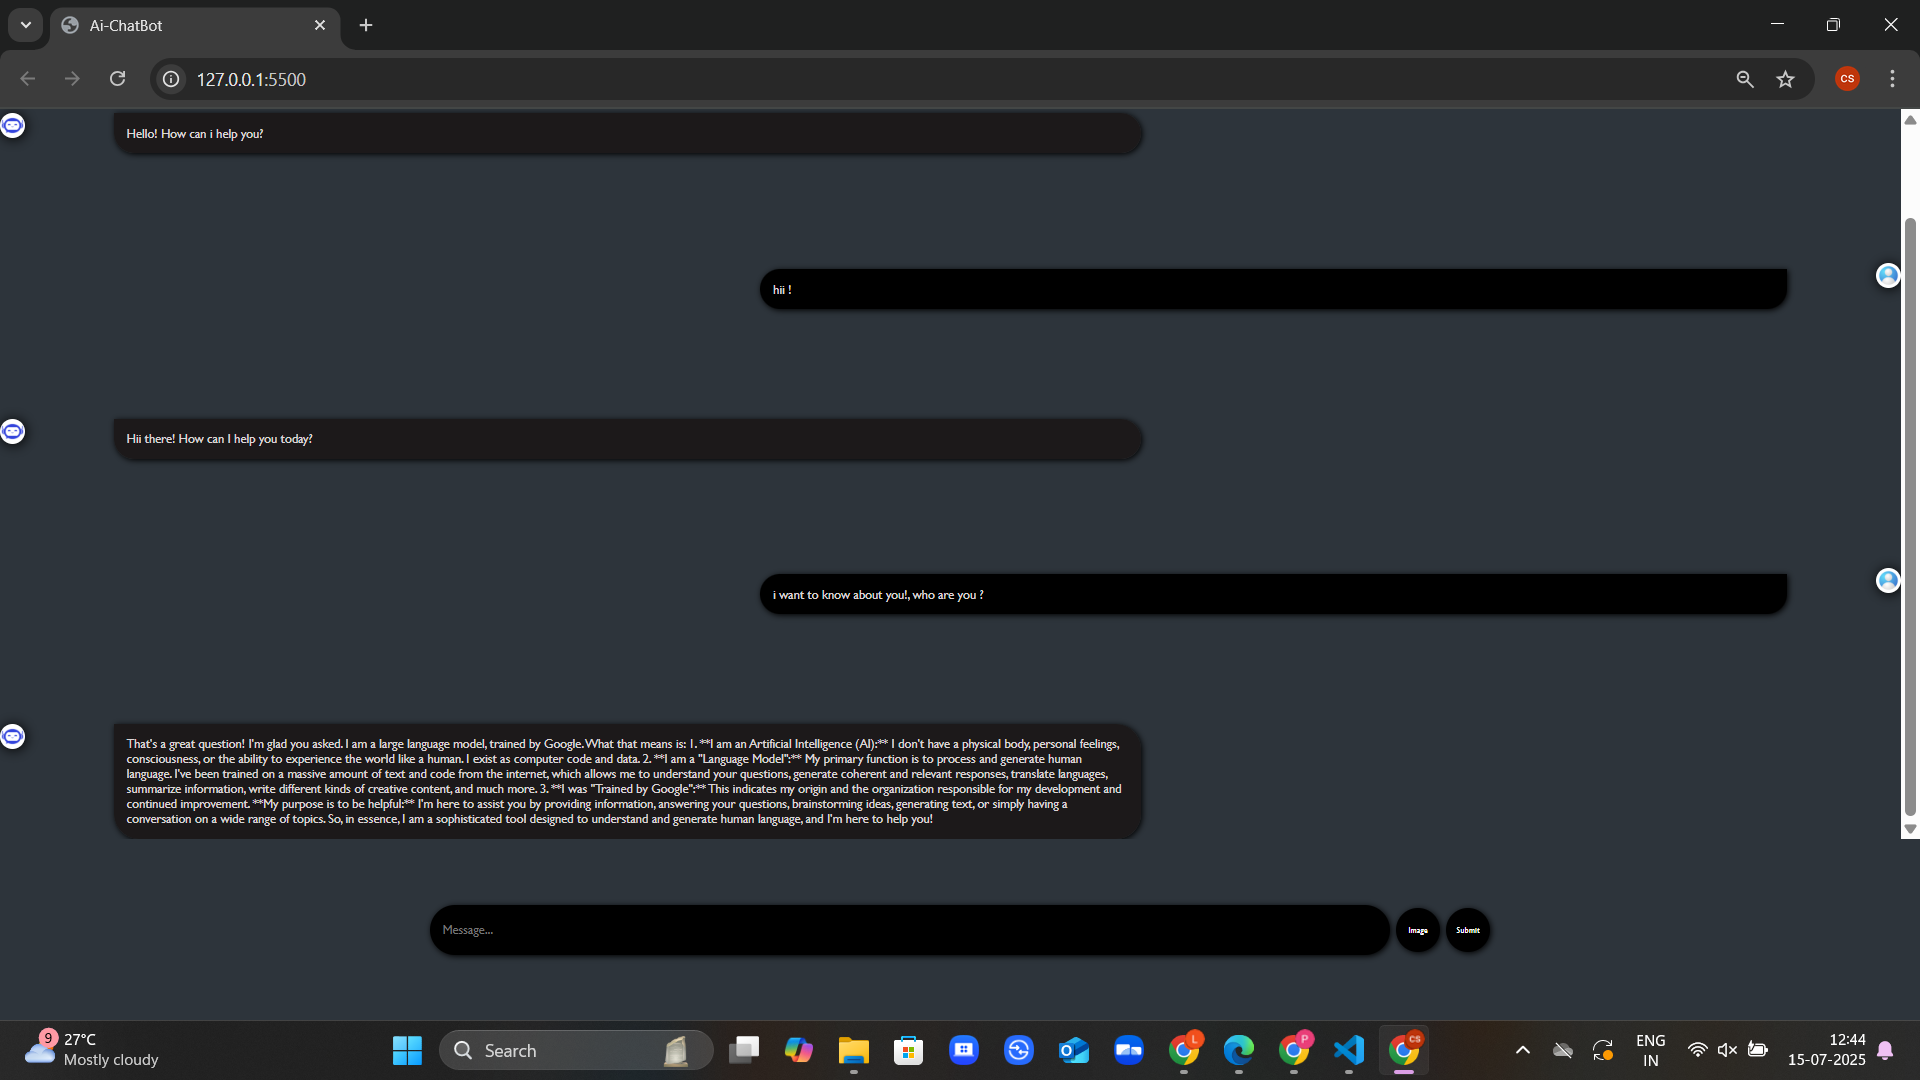 Ai-ChatBot
127.0.0.1:5500
CS
Hello! How can i help you?
hii !
Hii there! How can I help you today?
i want to know about you!, who are you ?
That's a great question! I'm glad you asked. I am a large language model, trained by Google. What that means is: 1. **I am an Artificial Intelligence (AI):** I don't have a physical body, personal feelings,
consciousness, or the ability to experience the world like a human. I exist as computer code and data. 2. **I am a "Language Model":** My primary function is to process and generate human
language. I've been trained on a massive amount of text and code from the internet, which allows me to understand your questions, generate coherent and relevant responses, translate languages,
summarize information, write different kinds of creative content, and much more. 3. **I was "Trained by Google":** This indicates my origin and the organization responsible for my development and
continued improvement. **My purpose is to be helpful:** I'm here to assist you by providing information, answering your questions, brainstorming ideas, generating text, or simply having a
conversation on a wide range of topics. So, in essence, I am a sophisticated tool designed to understand and generate human language, and I'm here to help you!
Message...
Image
Submit
9
27°C
Mostly cloudy
Search
L
P
CS
ENG
IN
12:44
15-07-2025